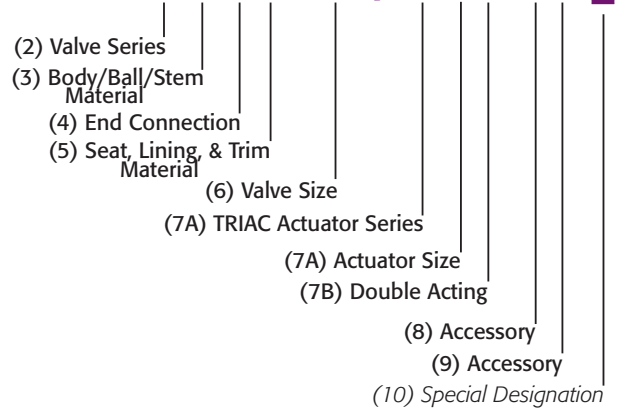 (2) Valve Series
(3) Body/Ball/Stem
Material
(4) End Connection
(5) Seat, Lining, & Trim
Material
(6) Valve Size
(7A) TRIAC Actuator Series
(7A) Actuator Size
(7B) Double Acting
(8) Accessory
(9) Accessory
(10) Special Designation